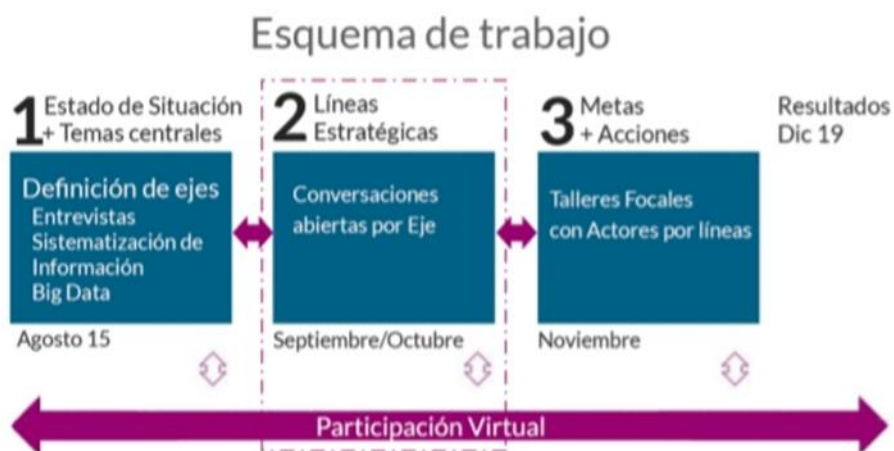 Esquema de trabajo
1 Estado de Situación
+ Temas centrales
Definición de ejes
Entrevistas
Sistematización de
Información
Big Data
Agosto 15
2 Líneas
Estratégicas
Conversaciones
abiertas por Eje
Septiembre/Octubre
3 Metas
+ Acciones
Talleres Focales
con Actores por líneas
Noviembre
Resultados
Dic 19
Participación Virtual